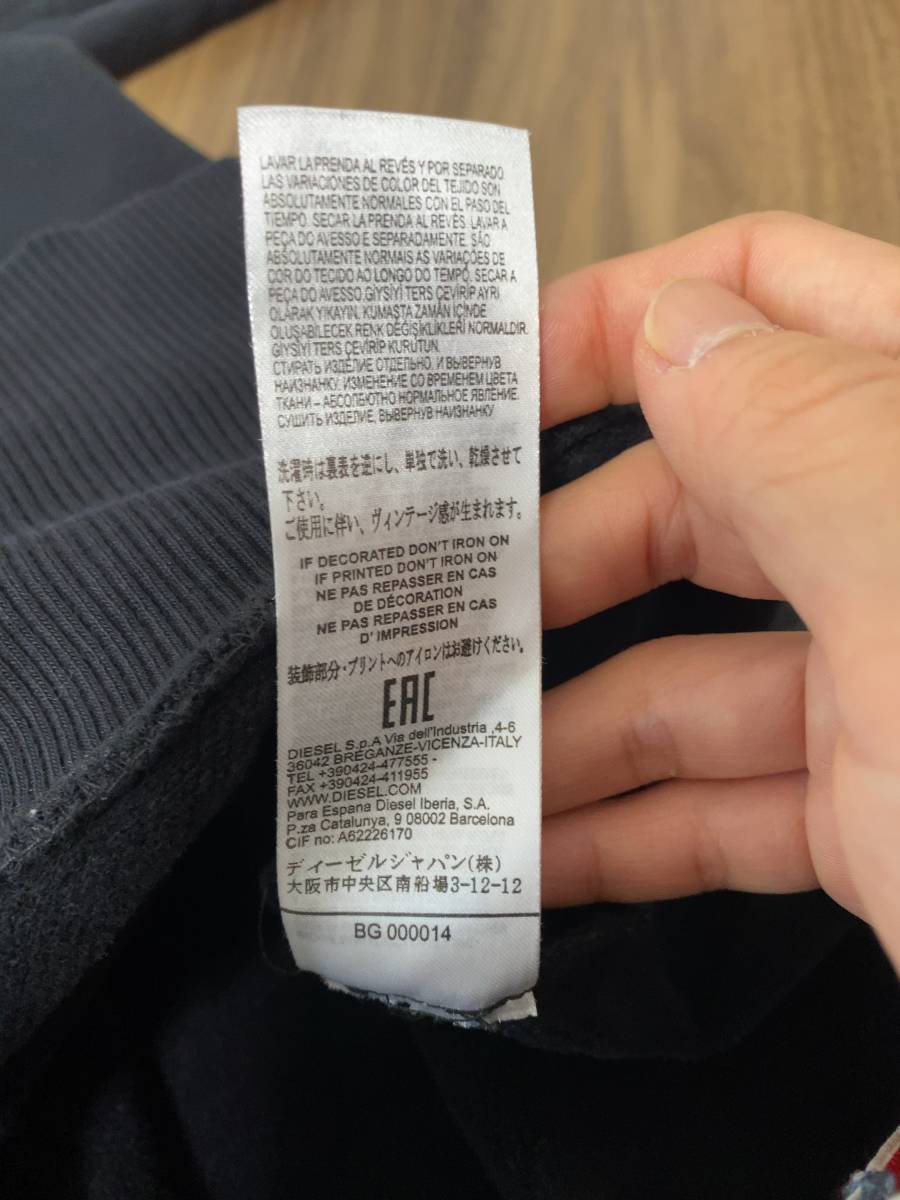 LAVAR LA PRENDA AL REVÉS Y POR SEPARADO.
LAS VARIACIONES DE COLOR DEL TEJIDO SON
ABSOLUTAMENTE NORMALES CON EL PASO DEL
TIEMPO. SECAR LA PRENDA AL REVÉS. LAVAR A
PEÇA DO AVESSO E SEPARADAMENTE. SÃO
ABSOLUTAMENTE NORMAIS AS VARIAÇÕES DE
COR DO TECIDO AO LONGO DO TEMPO. SECAR A
PEÇA DO AVESSO.GİYSİYİ TERS ÇEVİRİP AYRI
OLARAK YIKAYIN. KUMAŞTA ZAMAN İÇİNDE
OLUŞABİLECEK RENK DEĞİŞİKLİKLERİ NORMALDIR.
GİYSİYİ TERS ÇEVİRİP KURUTUN.
СТИРАТЬ ИЗДЕЛИЕ ОТДЕЛЬНО, И ВЫВЕРНУВ
НАИЗНАНКУ. ИЗМЕНЕНИЕ СО ВРЕМЕНЕМ ЦВЕТА
ТКАНИ – АБСОЛЮТНО НОРМАЛЬНОЕ ЯВЛЕНИЕ.
СУШИТЬ ИЗДЕЛИЕ, ВЫВЕРНУВ НАИЗНАНКУ
洗濯時は裏表を逆にし、単独で洗い、乾燥させて
下さい。
ご使用に伴い、ヴィンテージ感が生まれます。
IF DECORATED DON'T IRON ON
IF PRINTED DON'T IRON ON
NE PAS REPASSER EN CAS
DE DÉCORATION
NE PAS REPASSER EN CAS
D' IMPRESSION
装飾部分・プリントへのアイロンはお避けください。
EAC
DIESEL S.p.A Via dell'Industria ,4-6
36042 BREGANZE-VICENZA-ITALY
TEL +390424-477555 -
FAX +390424-411955
WWW.DIESEL.COM
Para Espana Diesel Iberia, S.A.
P.za Catalunya, 9 08002 Barcelona
CIF no: A62226170
ディーゼルジャパン(株)
大阪市中央区南船場3-12-12
BG 000014